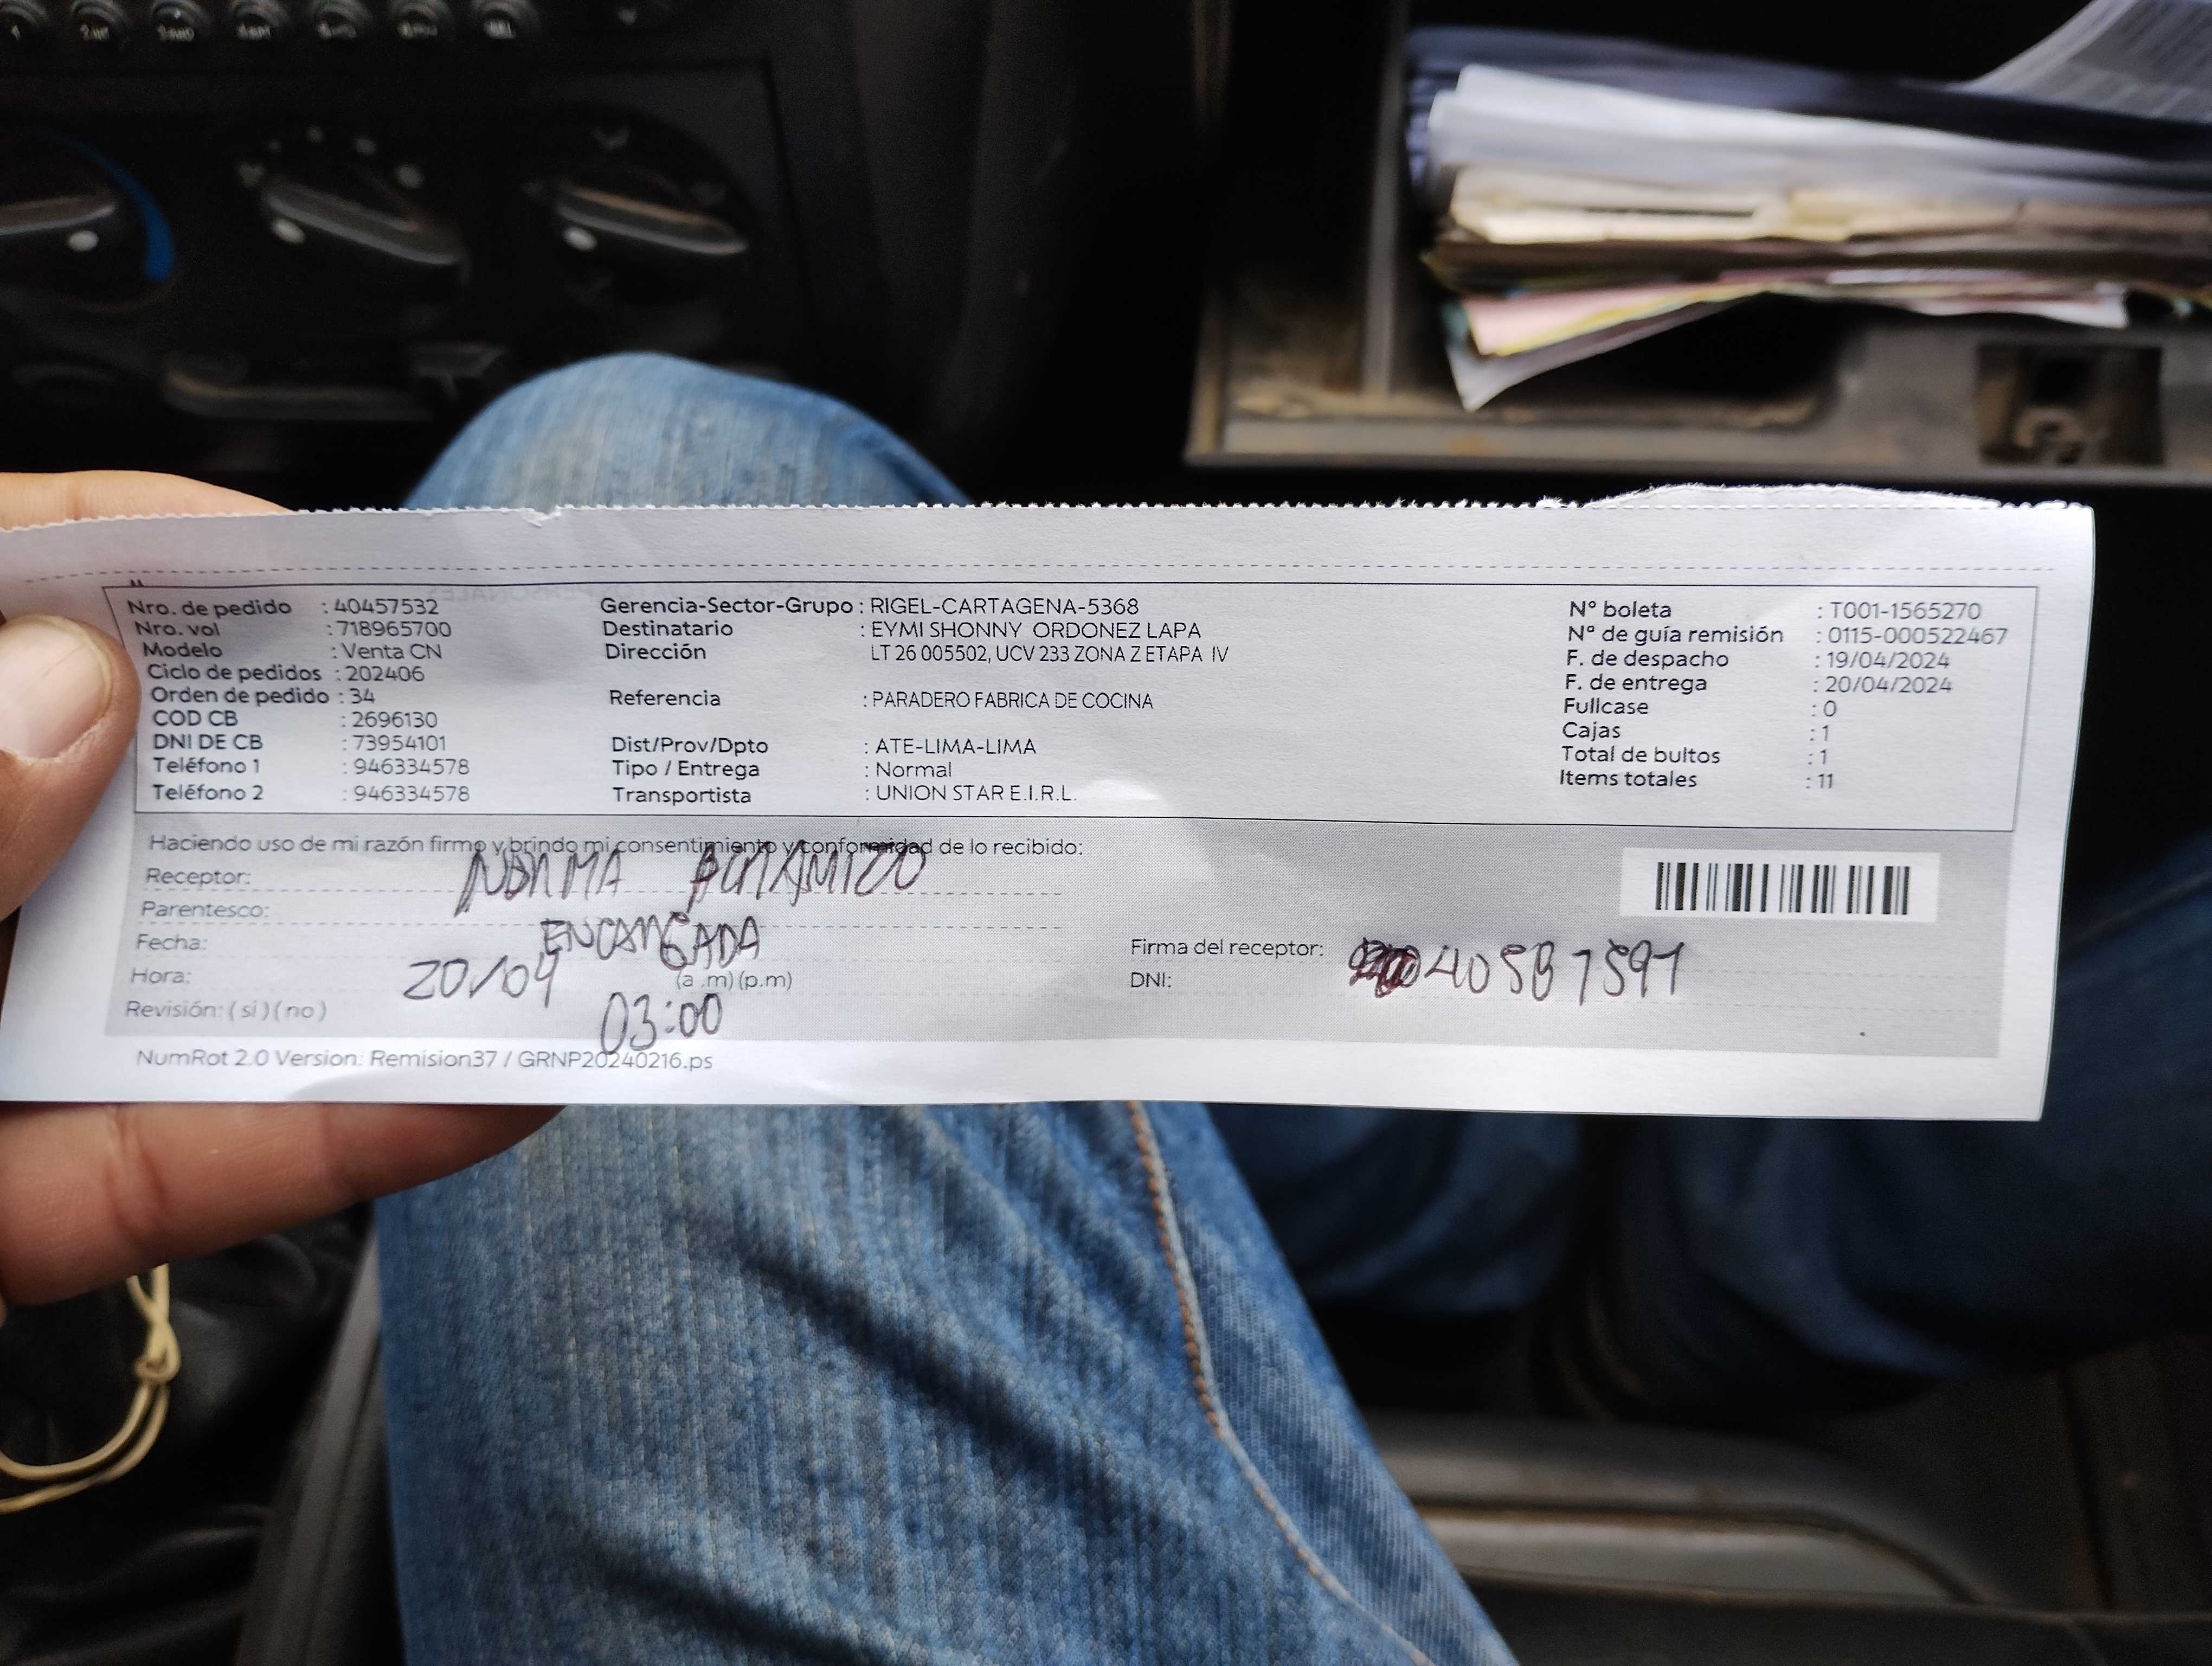 Nro. de pedido : 40457532
Nro. vol : 718965700
Modelo : Venta CN
Ciclo de pedidos : 202406
Orden de pedido : 34
COD CB : 2696130
DNI DE CB : 73954101
Teléfono 1 : 946334578
Teléfono 2 : 946334578
Gerencia-Sector-Grupo : RIGEL-CARTAGENA-5368
Destinatario : EYMI SHONNY ORDONEZ LAPA
Dirección LT 26 005502, UCV 233 ZONA Z ETAPA IV
Referencia : PARADERO FABRICA DE COCINA
Dist/Prov/Dpto : ATE-LIMA-LIMA
Tipo / Entrega : Normal
Transportista : UNION STAR E.I.R.L.
N° boleta : T001-1565270
N° de guía remisión : 0115-000522467
F. de despacho : 19/04/2024
F. de entrega : 20/04/2024
Fullcase : 0
Cajas : 1
Total de bultos : 1
Items totales : 11
Haciendo uso de mi razón firmo y brindo mi consentimiento y conformidad de lo recibido:
Receptor: NORMA
Parentesco: ENCARGADA
Fecha: 20/04
Hora: (a .m) (p.m) 03:00
Revisión: ( si ) ( no )
Firma del receptor:
DNI: 40587591
NumRot 2.0 Version: Remision37 / GRNP20240216.ps